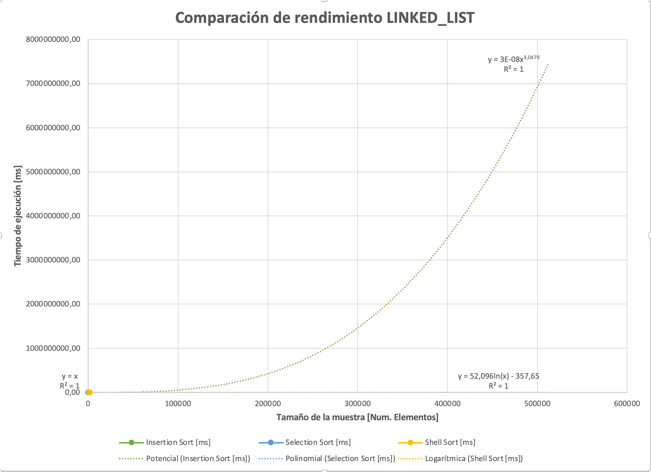 Comparación de rendimiento LINKED_LIST
8000000000,00
7000000000,00
6000000000,00
5000000000,00
4000000000,00
3000000000,00
2000000000,00
1000000000,00
0,00
Tiempo de ejecución [ms]
y = 3E-08x^3,0479
R² = 1
y = x
R² = 1
y = 52,096ln(x) - 357,65
R² = 1
0 100000 200000 300000 400000 500000 600000
Tamaño de la muestra [Num. Elementos]
Insertion Sort [ms] Selection Sort [ms] Shell Sort [ms]
Potencial (Insertion Sort [ms]) Polinomial (Selection Sort [ms]) Logarítmica (Shell Sort [ms])